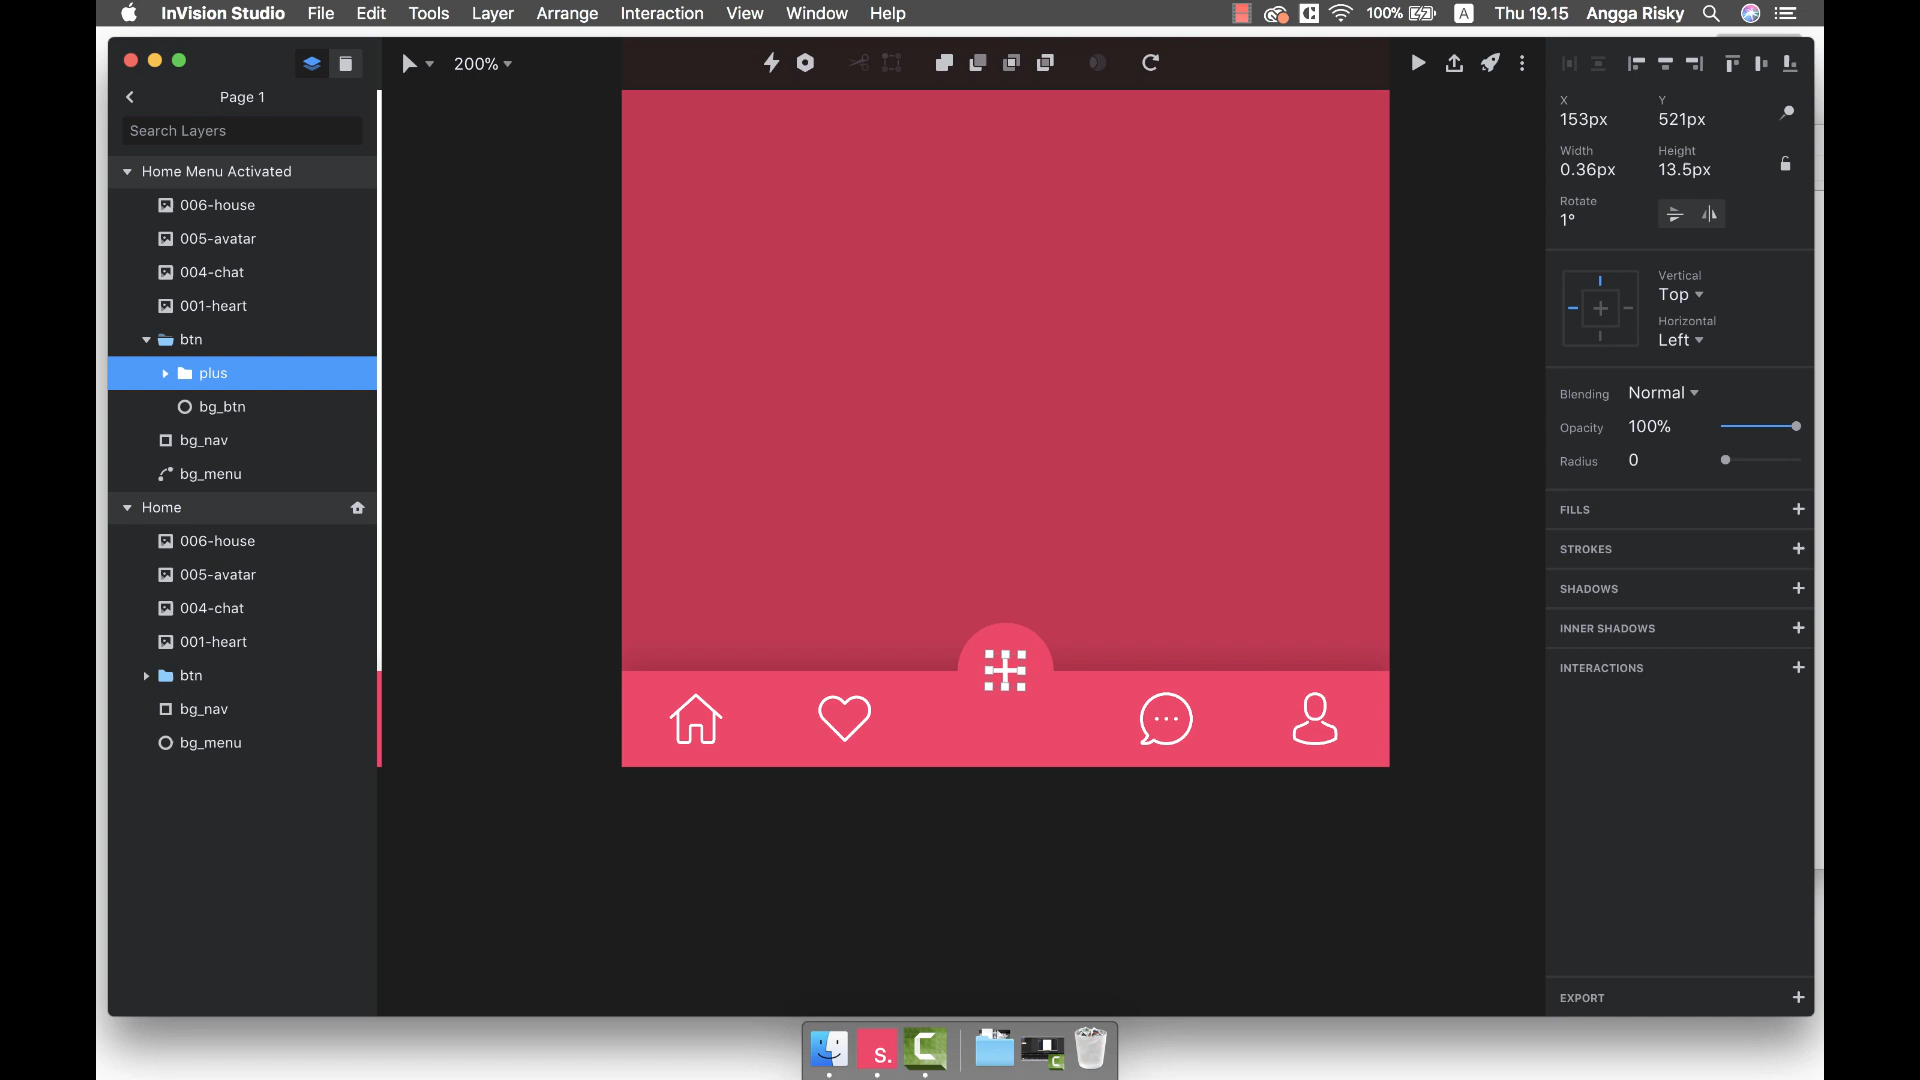 InVision Studio File Edit Tools Layer Arrange Interaction View Window Help 100% A Thu 19.15 Angga Risky
200%
Page 1
Search Layers
Home Menu Activated
006-house
005-avatar
004-chat
001-heart
btn
plus
bg_btn
bg_nav
bg_menu
Home
006-house
005-avatar
004-chat
001-heart
btn
bg_nav
bg_menu
X Y
153px 521px
Width Height
0.36px 13.5px
Rotate
1°
Vertical
Top
Horizontal
Left
Blending Normal
Opacity 100%
Radius 0
FILLS
STROKES
SHADOWS
INNER SHADOWS
INTERACTIONS
EXPORT
s.